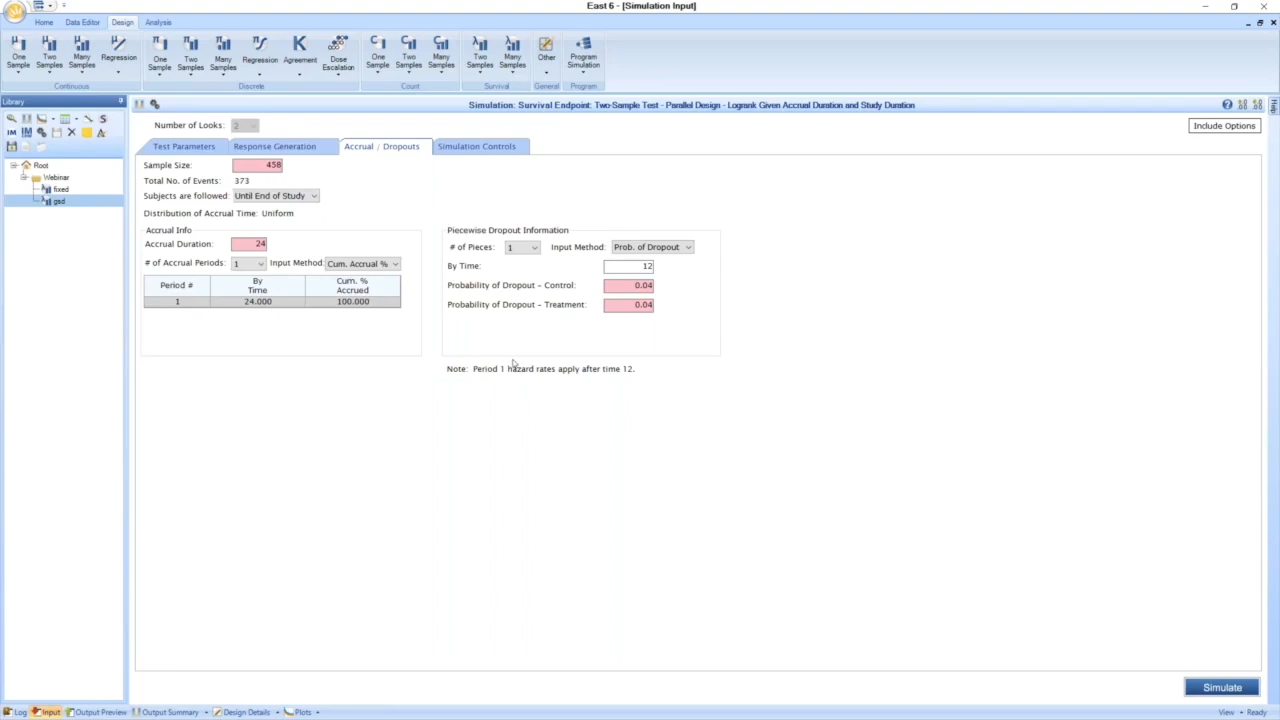 East 6 - [Simulation Input]
Home Data Editor Design Analysis
One Sample Two Samples Many Samples Regression
One Sample Two Samples Many Samples Regression Agreement Dose Escalation
One Sample Two Samples Many Samples
Two Samples Many Samples
Other
Program Simulation
Continuous Discrete Count Survival General Program
Library
Simulation: Survival Endpoint: Two-Sample Test - Parallel Design - Logrank Given Accrual Duration and Study Duration
Help
Number of Looks: 2
Include Options
IM
Test Parameters Response Generation Accrual / Dropouts Simulation Controls
Root
Webinar
fixed
gsd
Sample Size: 458
Total No. of Events: 373
Subjects are followed: Until End of Study
Distribution of Accrual Time: Uniform
Accrual Info
Accrual Duration: 24
# of Accrual Periods: 1 Input Method: Cum. Accrual %
Period # By Time Cum. % Accrued
1 24.000 100.000
Piecewise Dropout Information
# of Pieces: 1 Input Method: Prob. of Dropout
By Time: 12
Probability of Dropout - Control: 0.04
Probability of Dropout - Treatment: 0.04
Note: Period 1 hazard rates apply after time 12.
Simulate
Log Input Output Preview Output Summary Design Details Plots View Ready